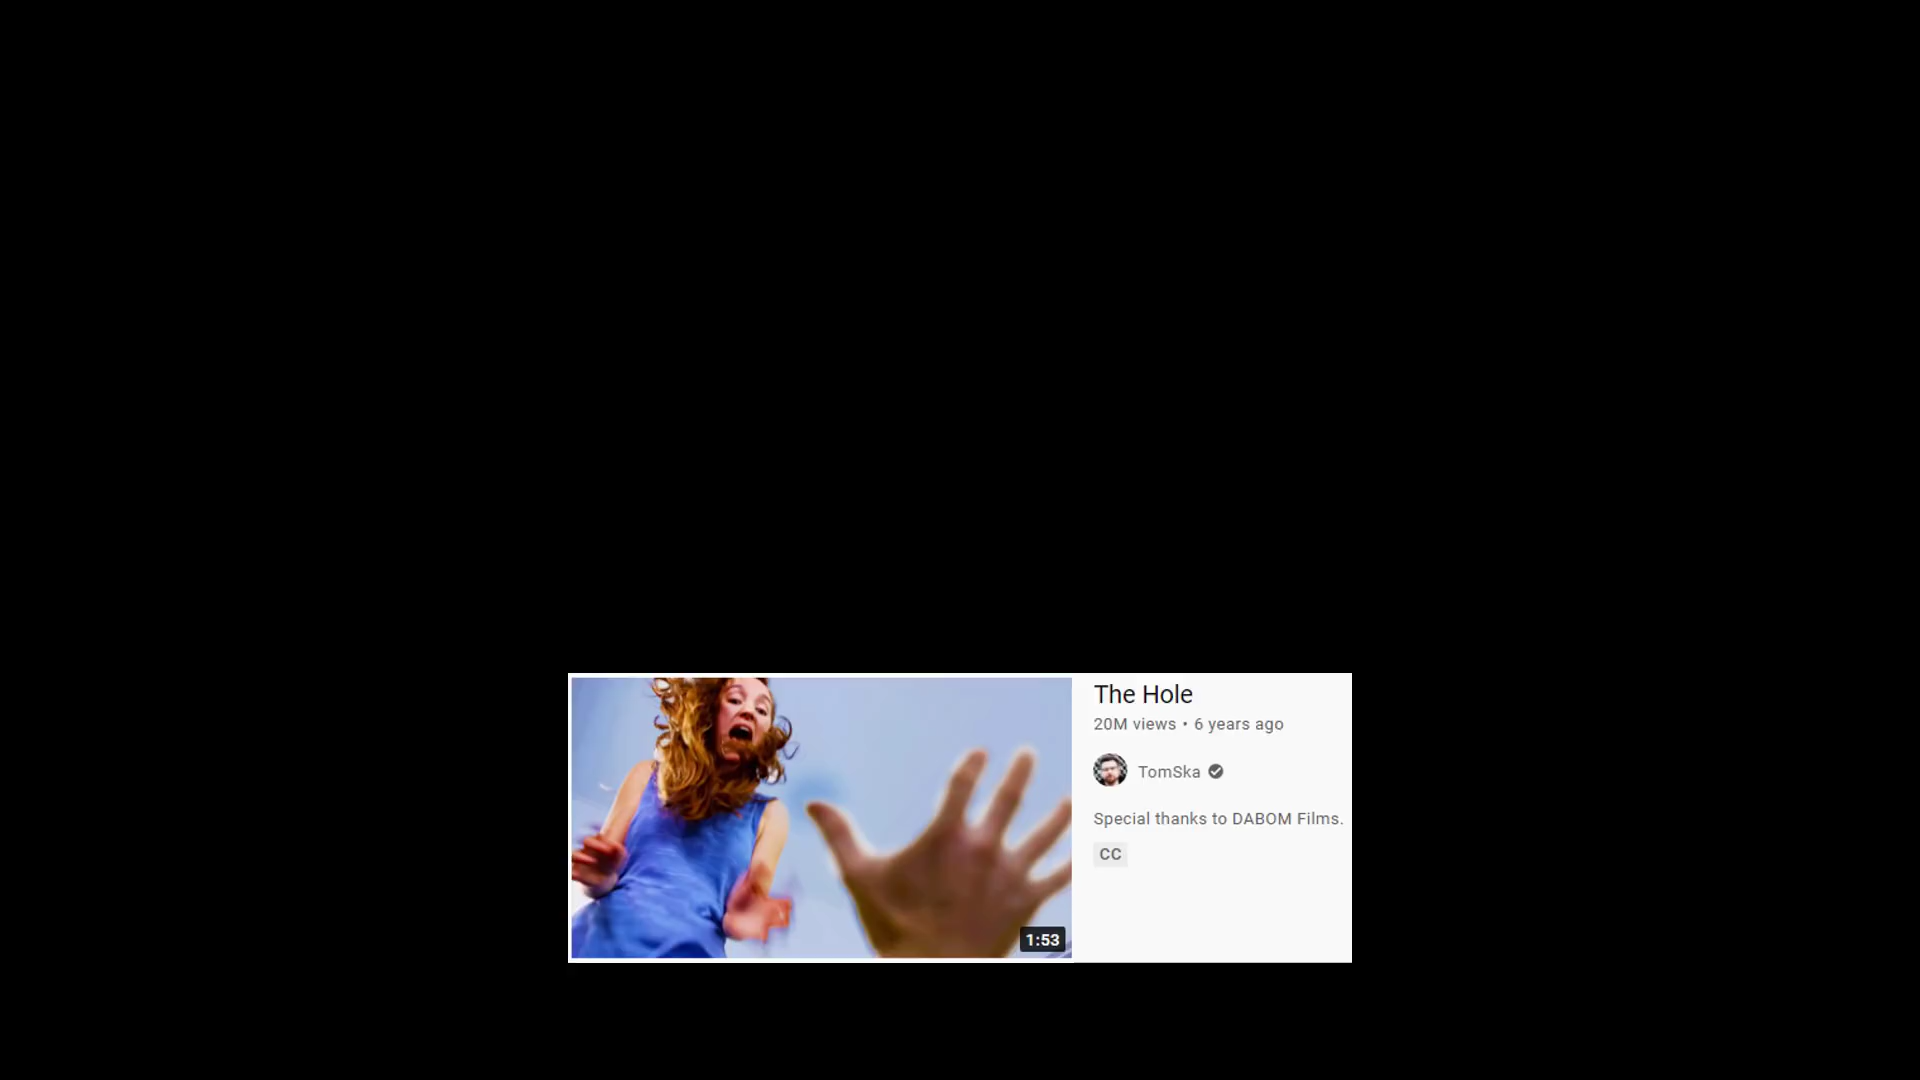 The Hole
20M views • 6 years ago
TomSka
Special thanks to DABOM Films.
CC
1:53